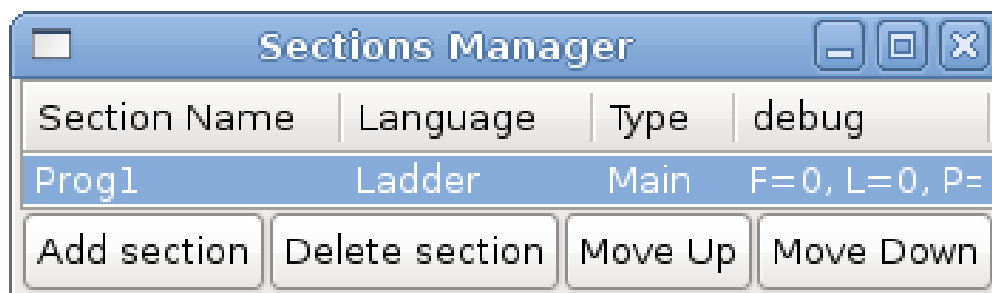 Sections Manager
Section Name Language Type debug
Prog1 Ladder Main F=0, L=0, P=
Add section Delete section Move Up Move Down